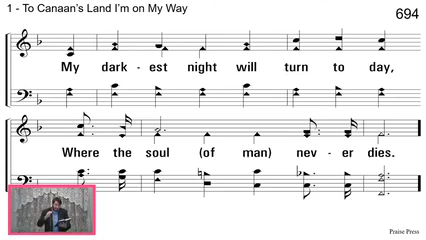 1 - To Canaan's Land I'm on My Way
694
My dark - est night will turn to day,
Where the soul (of man) nev - er dies.
Praise Press